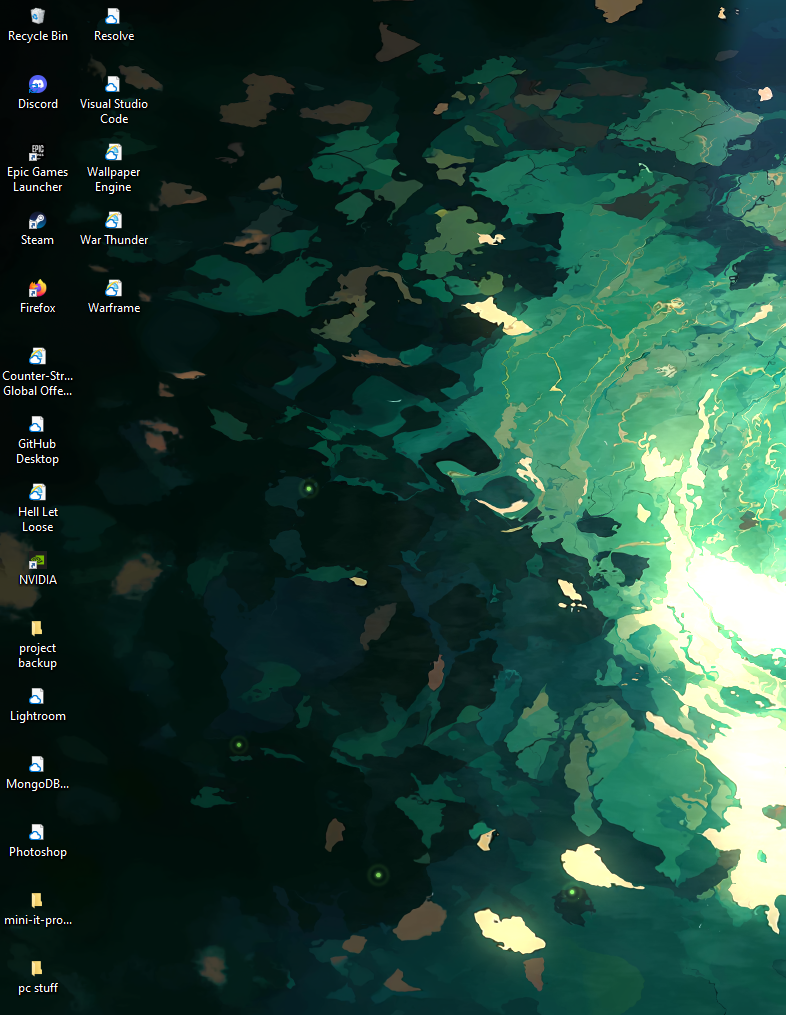 Recycle Bin
Discord
EPIC
Epic Games
Launcher
Steam
Firefox
Counter-Str...
Global Offe...
GitHub
Desktop
Hell Let
Loose
NVIDIA
project
backup
Lightroom
MongoDB...
Photoshop
mini-it-pro...
pc stuff
Resolve
Visual Studio
Code
Wallpaper
Engine
War Thunder
Warframe